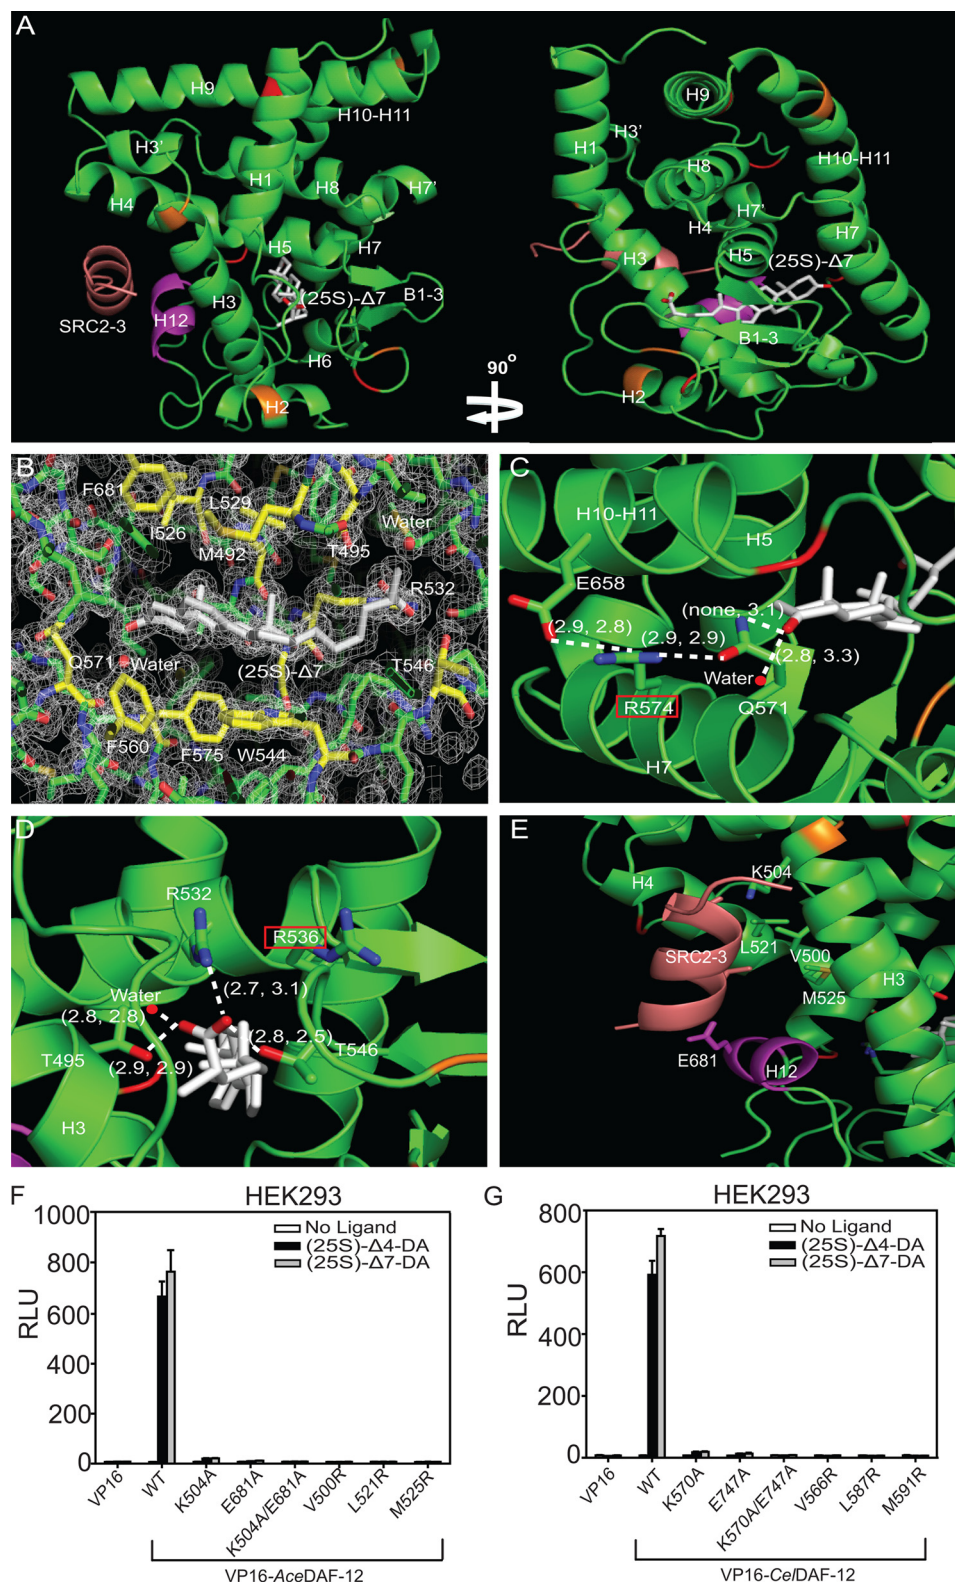 A
H9
H10-H11
H3'
H1
H8
H7'
H4
H5
H7
(25S)-Δ7
B1-3
SRC2-3
H12
H3
H6
H2
90°
H9
H3'
H1
H8
H10-H11
H7'
H4
H7
H3
H5
(25S)-Δ7
B1-3
H2
B
F681
L529
I526
Water
M492
T495
R532
Q571
Water
(25S)-Δ7
T546
F560
F575
W544
C
H10-H11
H5
E658
(none, 3.1)
(2.9, 2.8)
(2.9, 2.9)
(2.8, 3.3)
Water
R574
Q571
H7
D
R532
R536
Water
(2.7, 3.1)
(2.8, 2.8)
(2.8, 2.5)
T495
T546
(2.9, 2.9)
H3
E
K504
H4
L521
SRC2-3
V500
H3
M525
E681
H12
F
HEK293
1000
800
600
400
200
0
RLU
No Ligand
(25S)-Δ4-DA
(25S)-Δ7-DA
VP16
WT
K504A
E681A
K504A/E681A
V500R
L521R
M525R
VP16-AceDAF-12
G
HEK293
800
600
400
200
0
RLU
No Ligand
(25S)-Δ4-DA
(25S)-Δ7-DA
VP16
WT
K570A
E747A
K570A/E747A
V566R
L587R
M591R
VP16-CelDAF-12